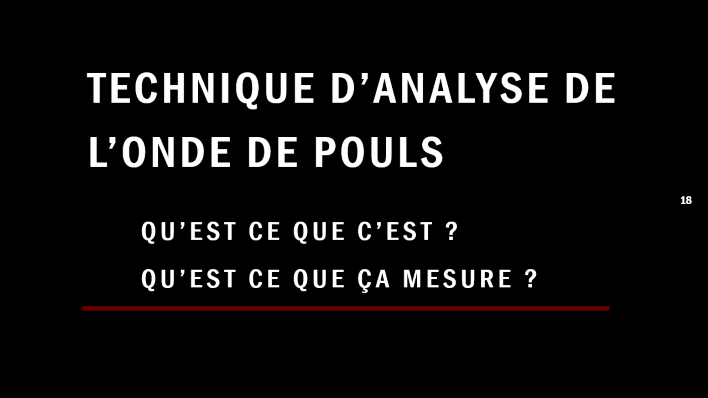 TECHNIQUE D’ANALYSE DE
L’ONDE DE POULS
18
QU’EST CE QUE C’EST ?
QU’EST CE QUE ÇA MESURE ?